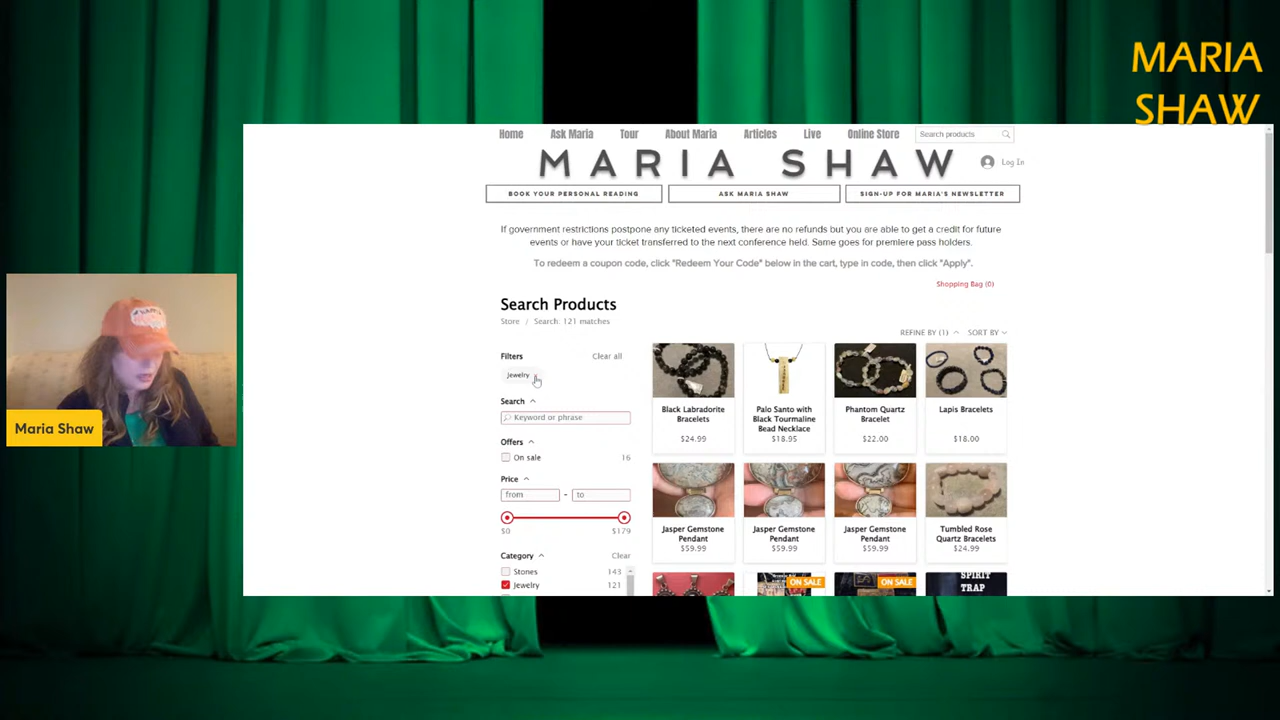 MARIA
SHAW
Home Ask Maria Tour About Maria Articles Live Online Store Search products
MARIA SHAW
Log In
BOOK YOUR PERSONAL READING ASK MARIA SHAW SIGN-UP FOR MARIA'S NEWSLETTER
If government restrictions postpone any ticketed events, there are no refunds but you are able to get a credit for future
events or have your ticket transferred to the next conference held. Same goes for premiere pass holders.
To redeem a coupon code, click "Redeem Your Code" below in the cart, type in code, then click "Apply".
Shopping Bag (0)
Search Products
Store / Search: 121 matches
REFINE BY (1) SORT BY
Filters Clear all
Jewelry
Search
Keyword or phrase
Offers
On sale 16
Price
from - to
$0 $179
Category Clear
Stones 143
Jewelry 121
Black Labradorite
Bracelets
$24.99
Palo Santo with
Black Tourmaline
Bead Necklace
$18.95
Phantom Quartz
Bracelet
$22.00
Lapis Bracelets
$18.00
Jasper Gemstone
Pendant
$59.99
Jasper Gemstone
Pendant
$59.99
Jasper Gemstone
Pendant
$59.99
Tumbled Rose
Quartz Bracelets
$24.99
ON SALE
ON SALE
SPIRIT
TRAP
Maria Shaw